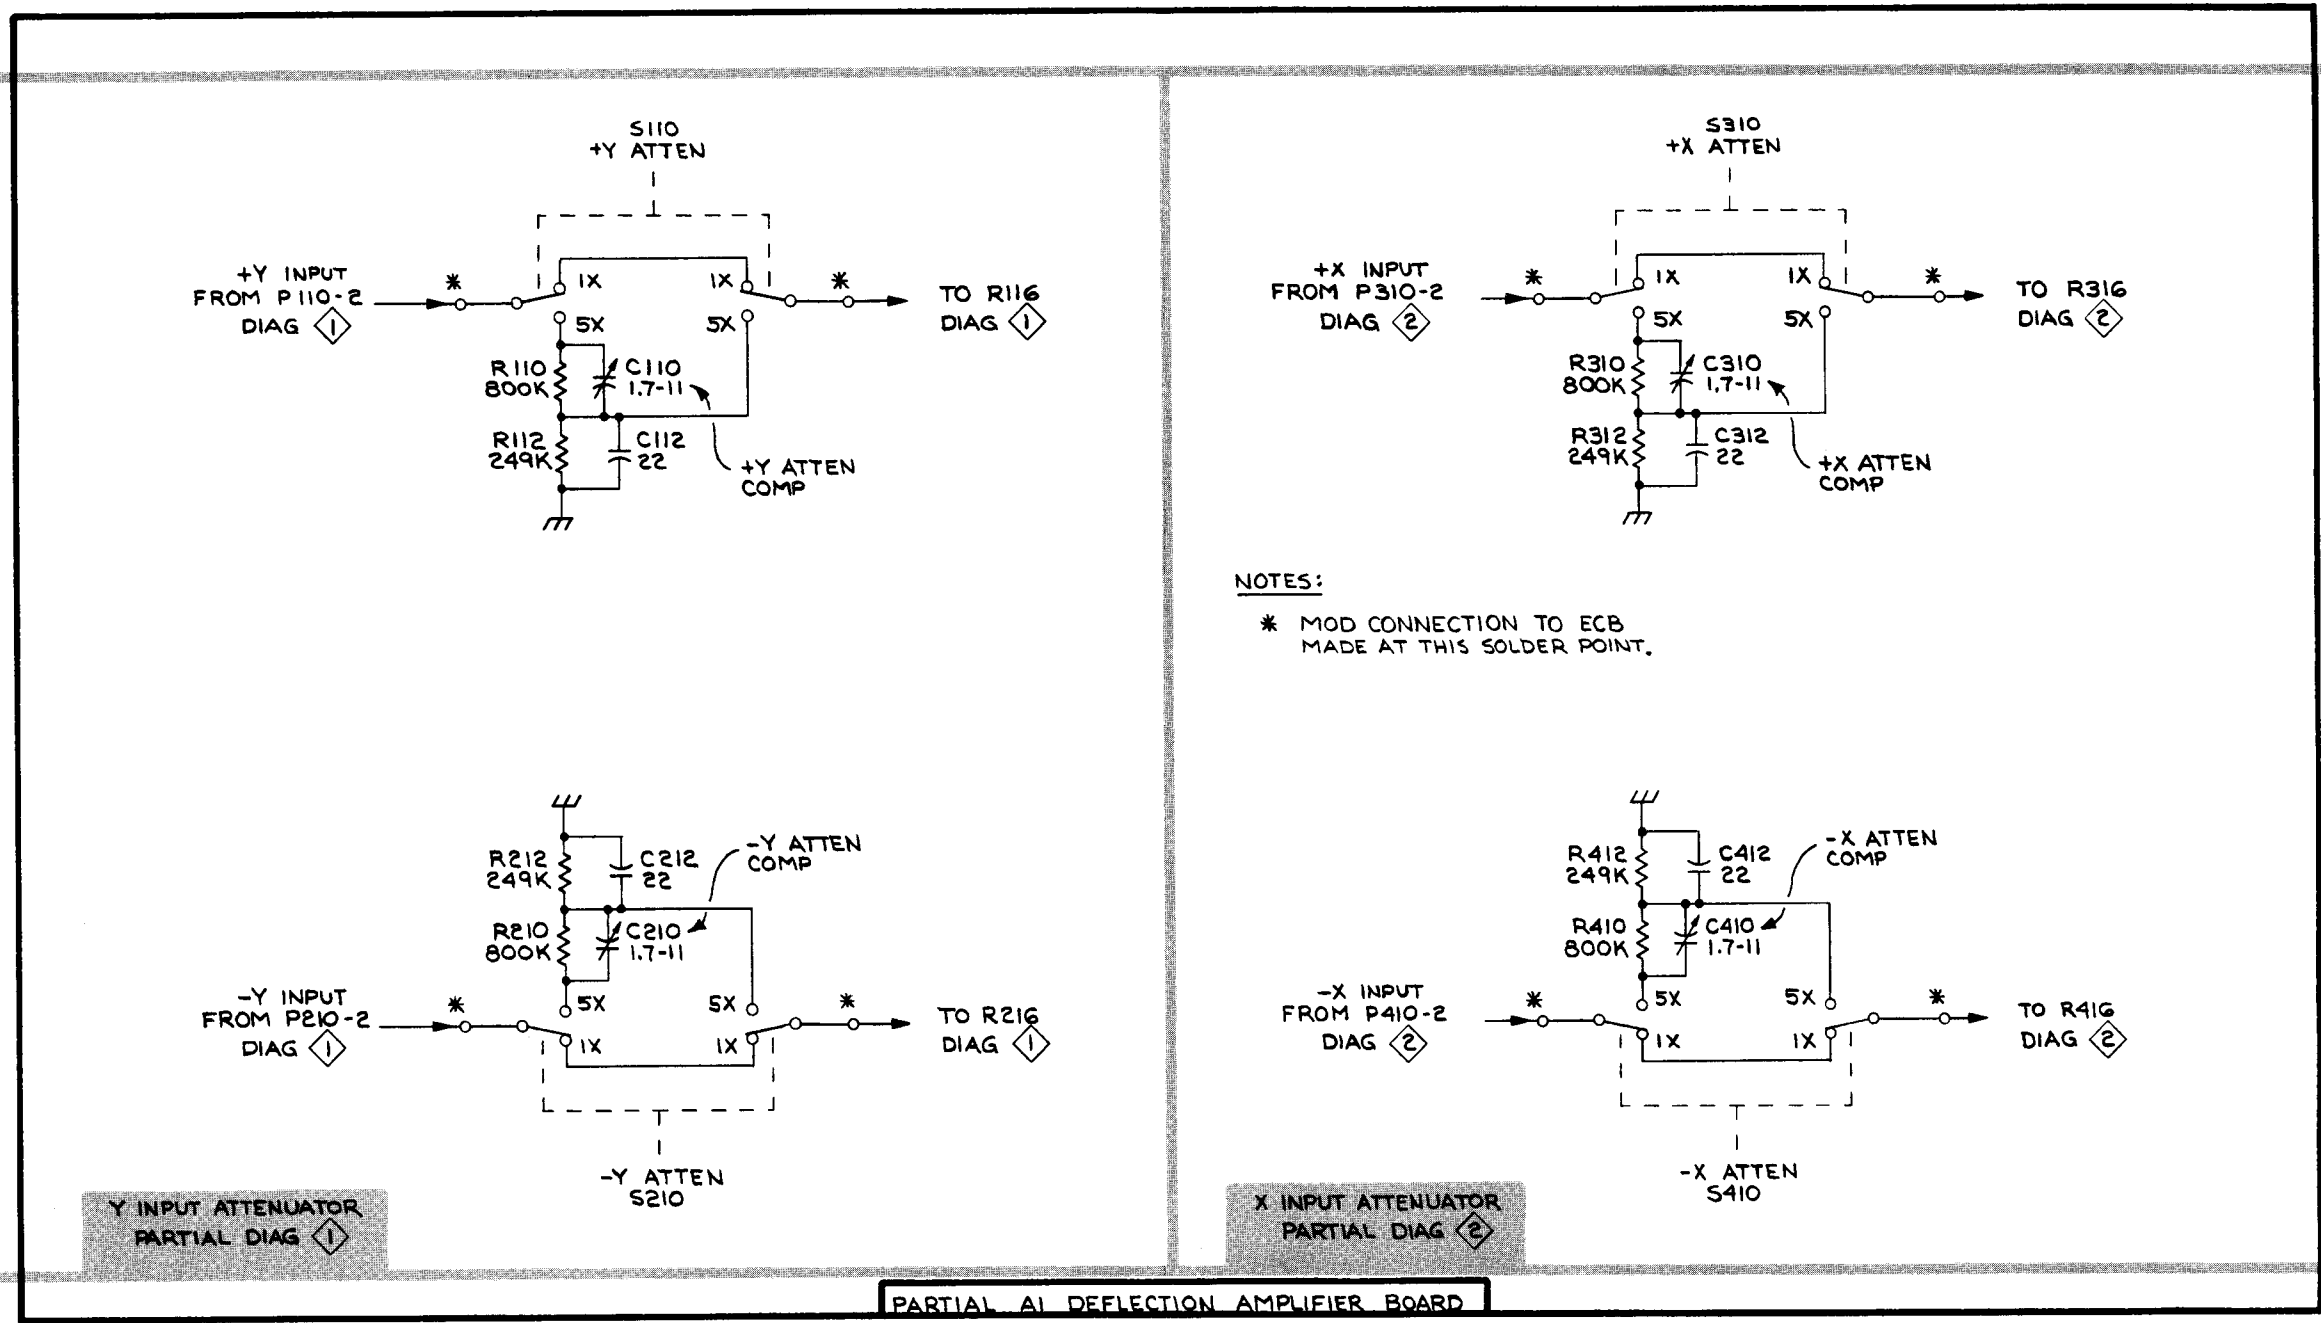 S110
+Y ATTEN
+Y INPUT
FROM P110-2
DIAG 1
*
1X
1X
*
5X
5X
TO R116
DIAG 1
R110
800K
C110
1.7-11
R112
249K
C112
22
+Y ATTEN
COMP
S310
+X ATTEN
+X INPUT
FROM P310-2
DIAG 2
*
1X
1X
*
5X
5X
TO R316
DIAG 2
R310
800K
C310
1.7-11
R312
249K
C312
22
+X ATTEN
COMP
NOTES:
* MOD CONNECTION TO ECB
MADE AT THIS SOLDER POINT.
R212
249K
C212
22
-Y ATTEN
COMP
R210
800K
C210
1.7-11
-Y INPUT
FROM P210-2
DIAG 1
*
5X
5X
*
1X
1X
TO R216
DIAG 1
-Y ATTEN
S210
Y INPUT ATTENUATOR
PARTIAL DIAG 1
R412
249K
C412
22
-X ATTEN
COMP
R410
800K
C410
1.7-11
-X INPUT
FROM P410-2
DIAG 2
*
5X
5X
*
1X
1X
TO R416
DIAG 2
-X ATTEN
S410
X INPUT ATTENUATOR
PARTIAL DIAG 2
PARTIAL A1 DEFLECTION AMPLIFIER BOARD